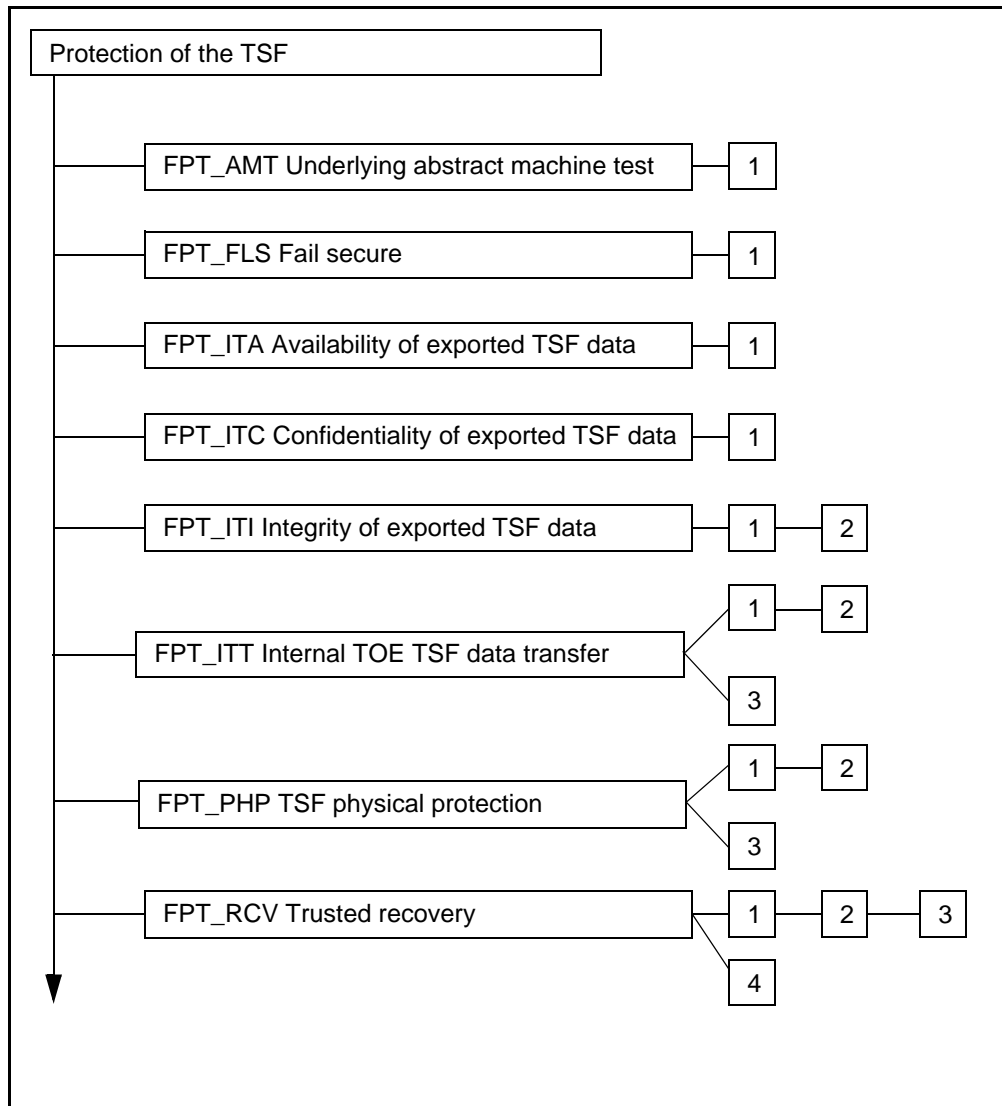 Protection of the TSF
FPT_AMT Underlying abstract machine test 1
FPT_FLS Fail secure 1
FPT_ITA Availability of exported TSF data 1
FPT_ITC Confidentiality of exported TSF data 1
FPT_ITI Integrity of exported TSF data 1 2
1 2
FPT_ITT Internal TOE TSF data transfer
3
1 2
FPT_PHP TSF physical protection
3
FPT_RCV Trusted recovery 1 2 3
4